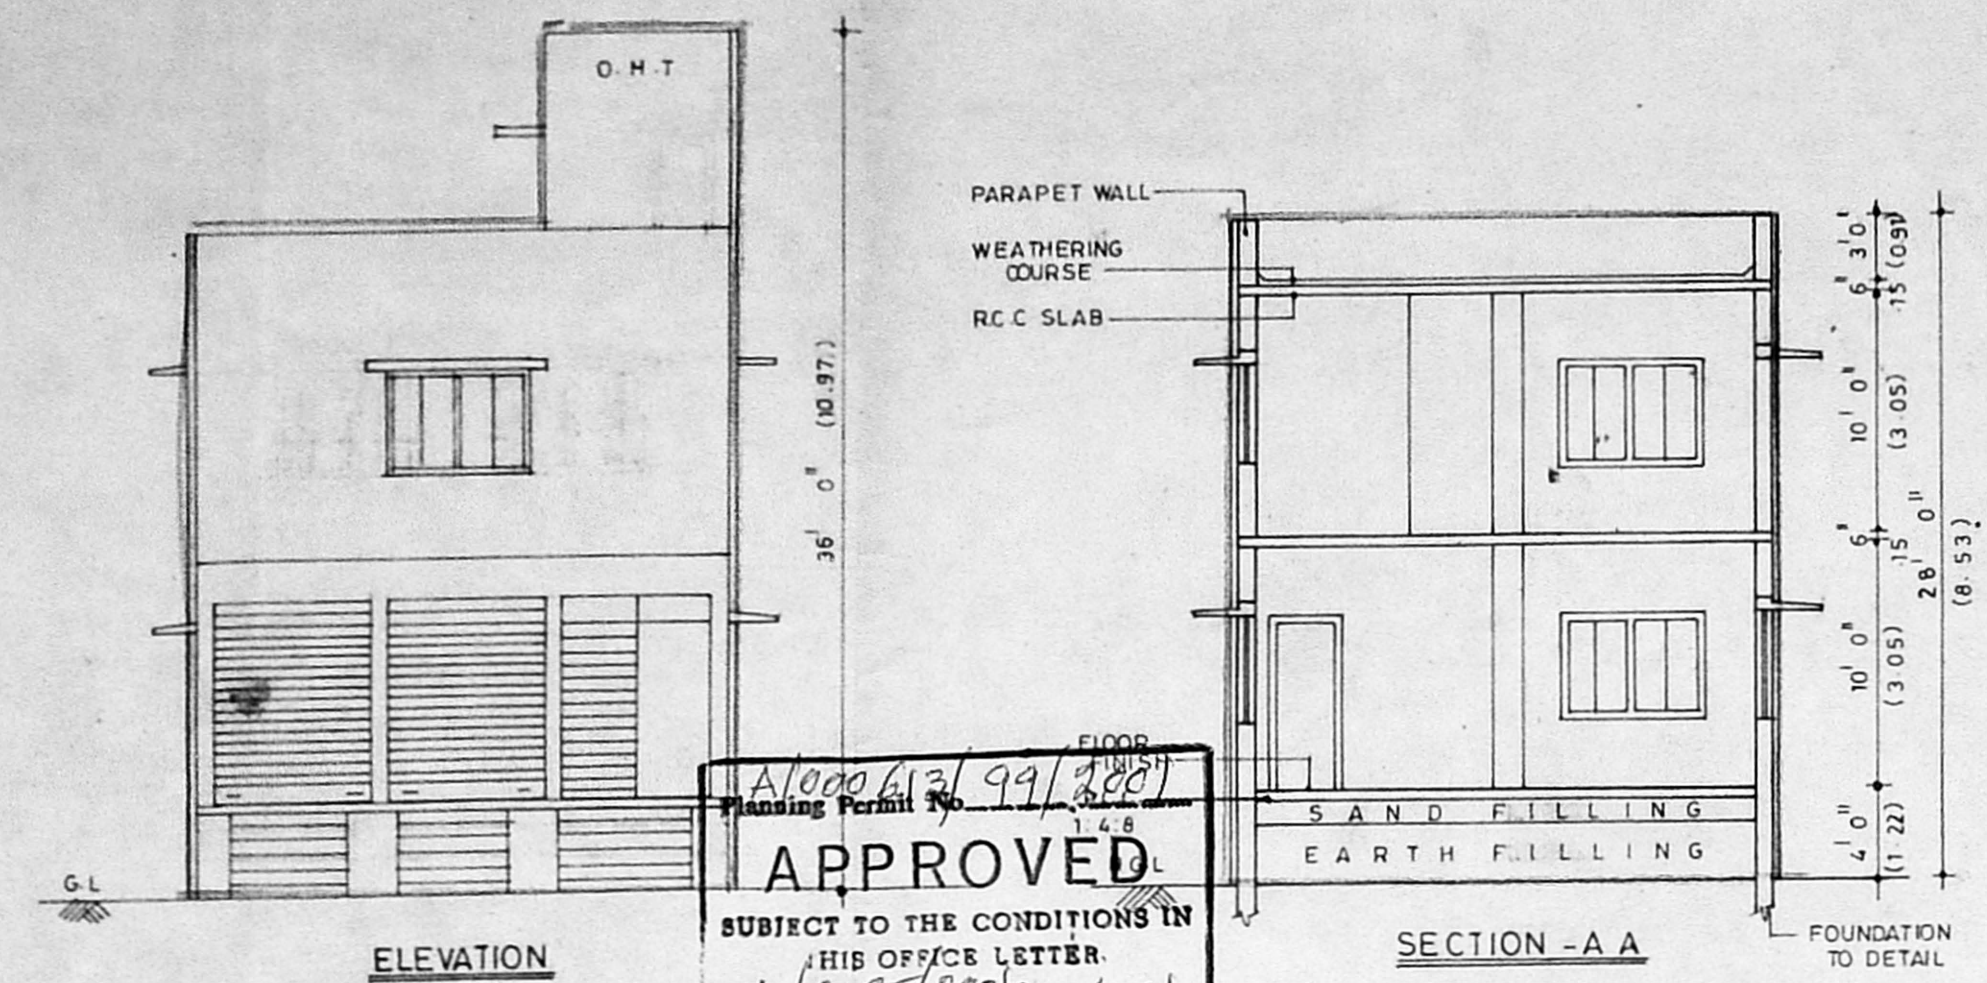 O.H.T
36' 0" (10.97)
G.L
ELEVATION
PARAPET WALL
WEATHERING
COURSE
R.C.C SLAB
FLOOR
FINISH
1:4:8
G.L
A/000613/99/2001
Planning Permit No
APPROVED
SUBJECT TO THE CONDITIONS IN
THIS OFFICE LETTER.
SAND FILLING
EARTH FILLING
SECTION -A A
FOUNDATION
TO DETAIL
3' 0"
(0.91)
6"
.15
10' 0"
(3.05)
6"
.15
10' 0"
(3.05)
4' 0"
(1.22)
28' 0"
(8.53)